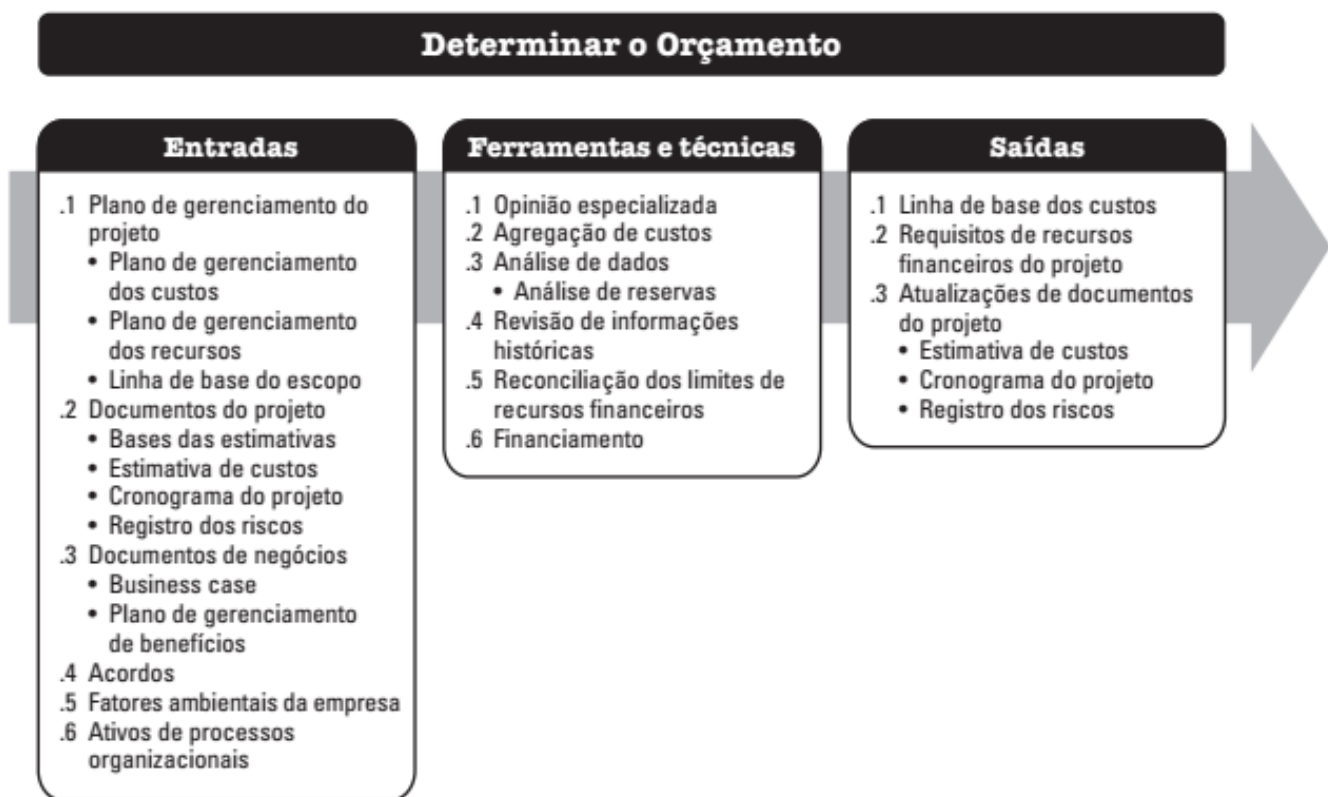 Determinar o Orçamento
Entradas
.1 Plano de gerenciamento do
projeto
• Plano de gerenciamento
dos custos
• Plano de gerenciamento
dos recursos
• Linha de base do escopo
.2 Documentos do projeto
• Bases das estimativas
• Estimativa de custos
• Cronograma do projeto
• Registro dos riscos
.3 Documentos de negócios
• Business case
• Plano de gerenciamento
de benefícios
.4 Acordos
.5 Fatores ambientais da empresa
.6 Ativos de processos
organizacionais
Ferramentas e técnicas
.1 Opinião especializada
.2 Agregação de custos
.3 Análise de dados
• Análise de reservas
.4 Revisão de informações
históricas
.5 Reconciliação dos limites de
recursos financeiros
.6 Financiamento
Saídas
.1 Linha de base dos custos
.2 Requisitos de recursos
financeiros do projeto
.3 Atualizações de documentos
do projeto
• Estimativa de custos
• Cronograma do projeto
• Registro dos riscos